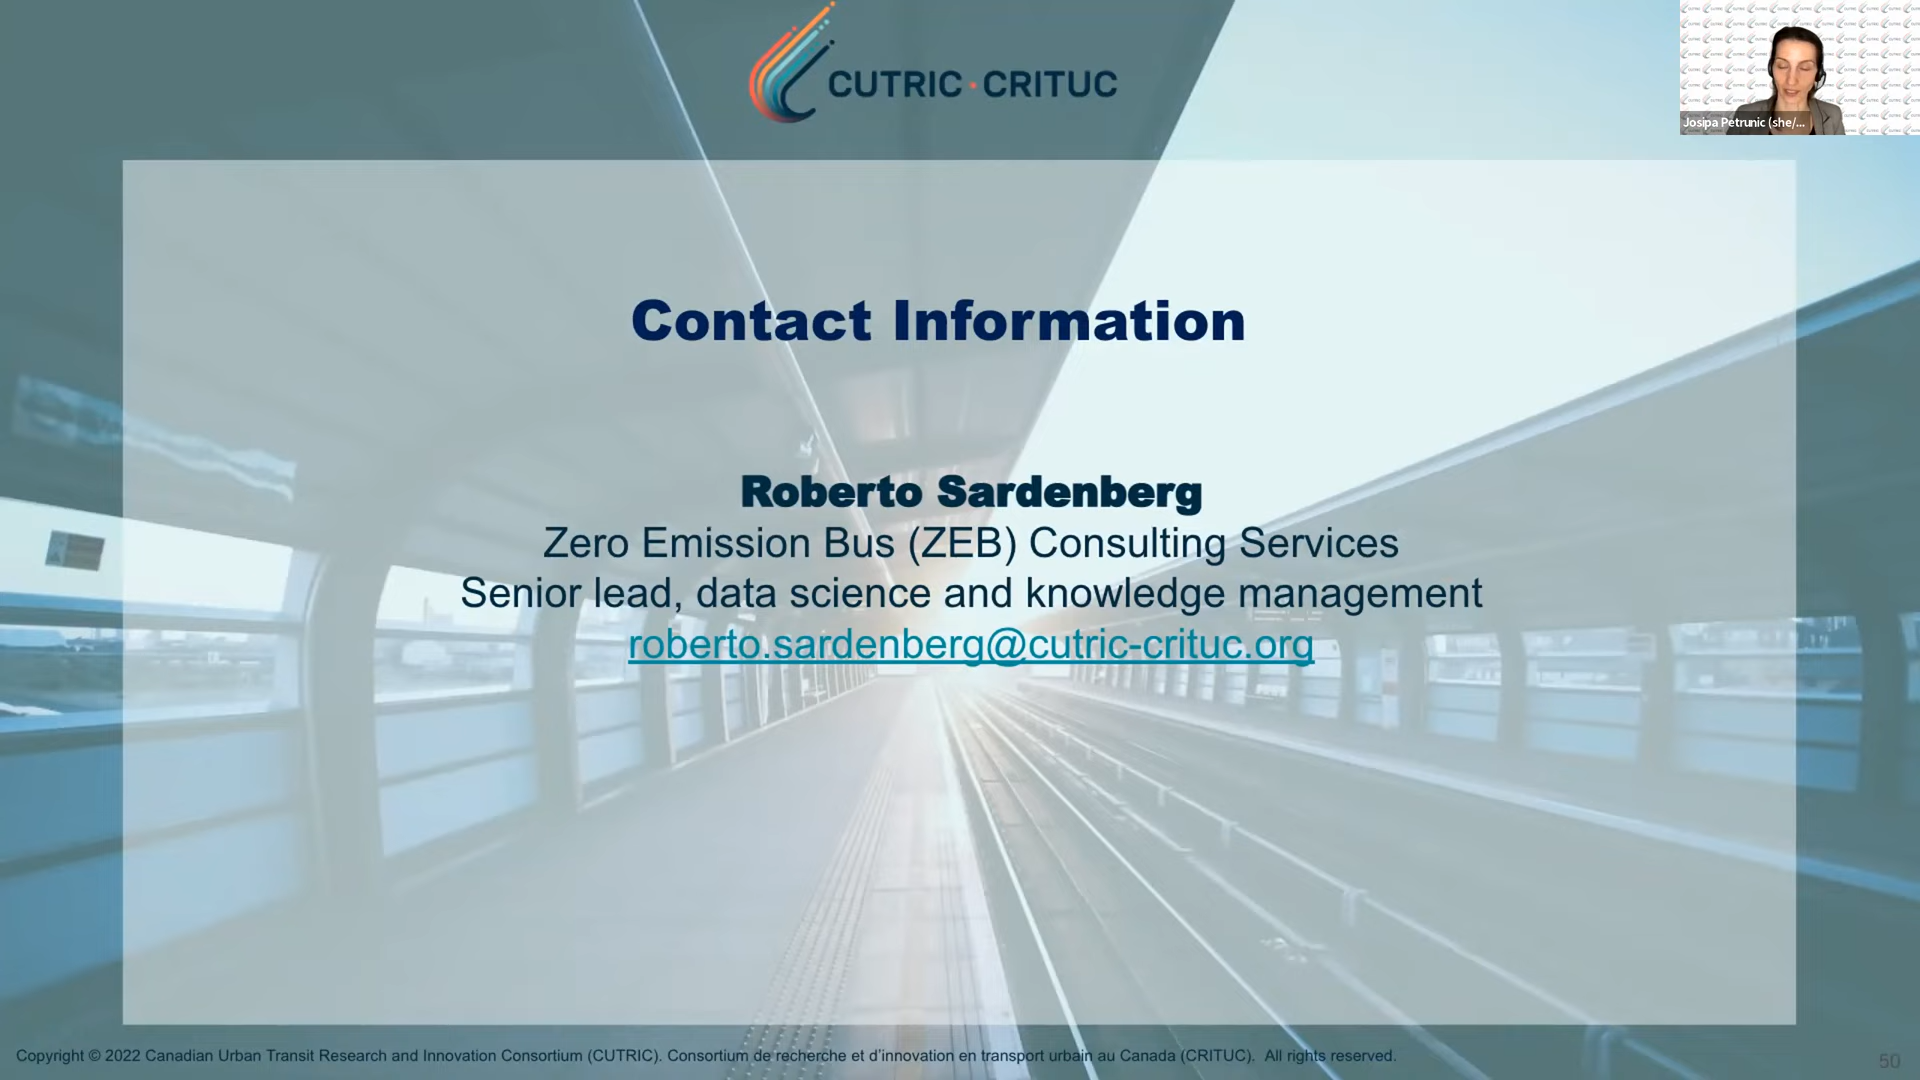 CUTRIC·CRITUC
Josipa Petrunic (she/...
Contact Information
Roberto Sardenberg
Zero Emission Bus (ZEB) Consulting Services
Senior lead, data science and knowledge management
roberto.sardenberg@cutric-crituc.org
Copyright © 2022 Canadian Urban Transit Research and Innovation Consortium (CUTRIC). Consortium de recherche et d’innovation en transport urbain au Canada (CRITUC). All rights reserved.
50